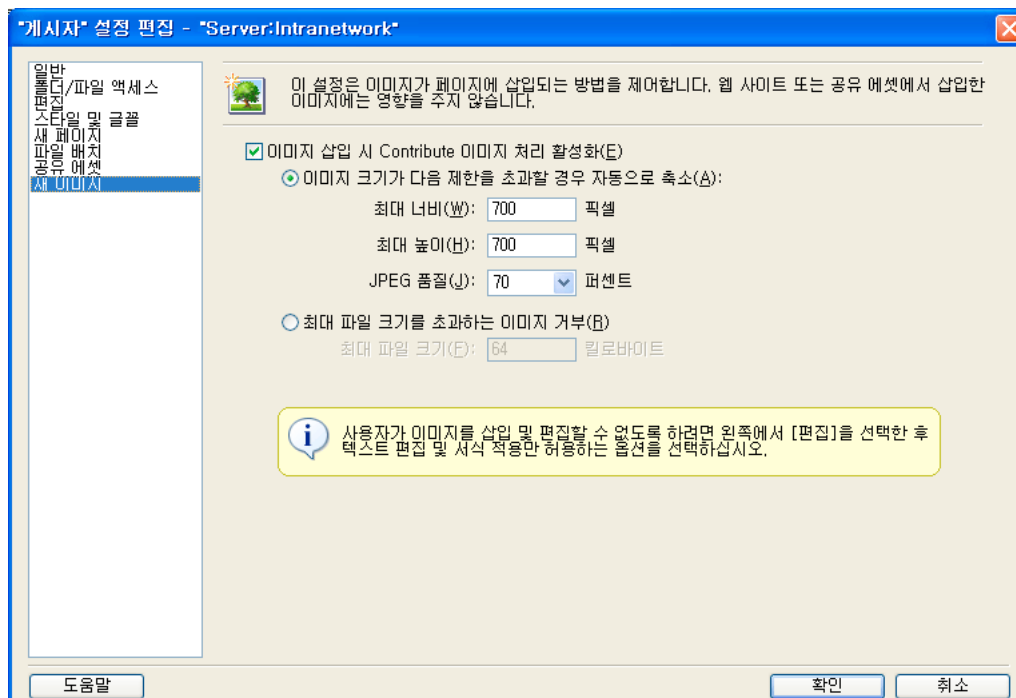 "게시자" 설정 편집 - "Server:Intranetwork"
일반
폴더/파일 액세스
편집
스타일 및 글꼴
새 페이지
파일 배치
공유 에셋
새 이미지
이 설정은 이미지가 페이지에 삽입되는 방법을 제어합니다. 웹 사이트 또는 공유 에셋에서 삽입한
이미지에는 영향을 주지 않습니다.
이미지 삽입 시 Contribute 이미지 처리 활성화(E)
이미지 크기가 다음 제한을 초과할 경우 자동으로 축소(A):
최대 너비(W): 700 픽셀
최대 높이(H): 700 픽셀
JPEG 품질(J): 70 퍼센트
최대 파일 크기를 초과하는 이미지 거부(R)
최대 파일 크기(F): 64 킬로바이트
사용자가 이미지를 삽입 및 편집할 수 없도록 하려면 왼쪽에서 [편집]을 선택한 후
텍스트 편집 및 서식 적용만 허용하는 옵션을 선택하십시오.
도움말 확인 취소